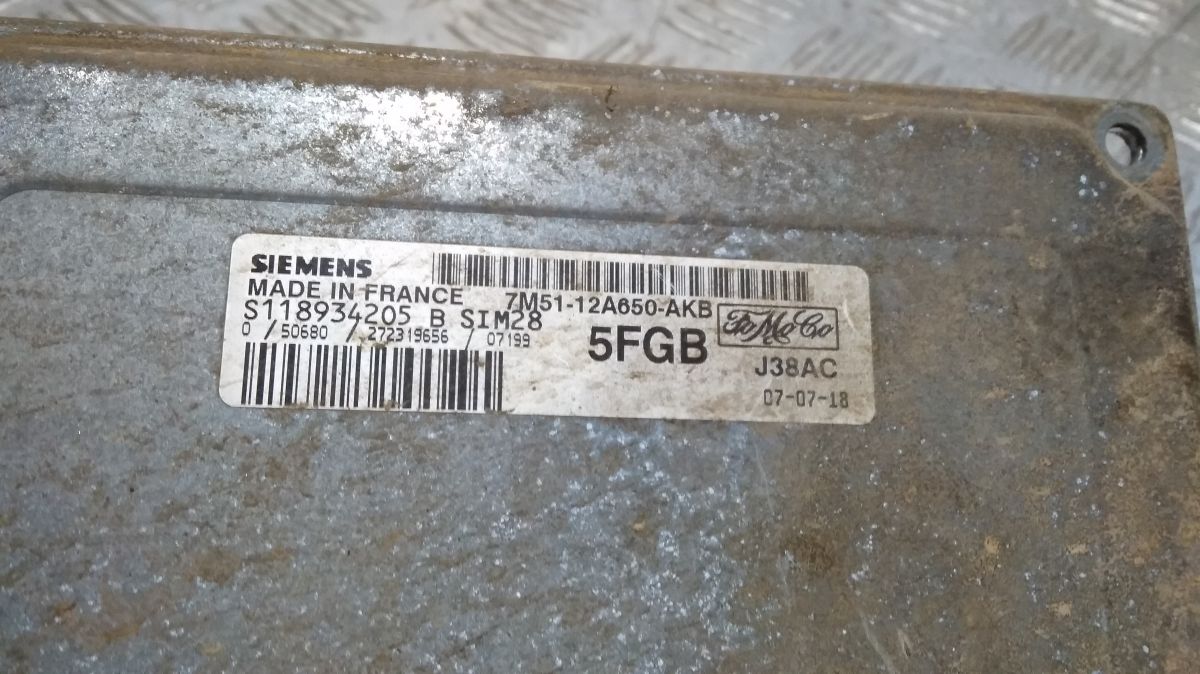 SIEMENS
MADE IN FRANCE 7M51-12A650-AKB
S118934205 B SIM28 FoMoCo
0 / 50680 / 272319656 / 07199 5FGB
J38AC
07-07-18